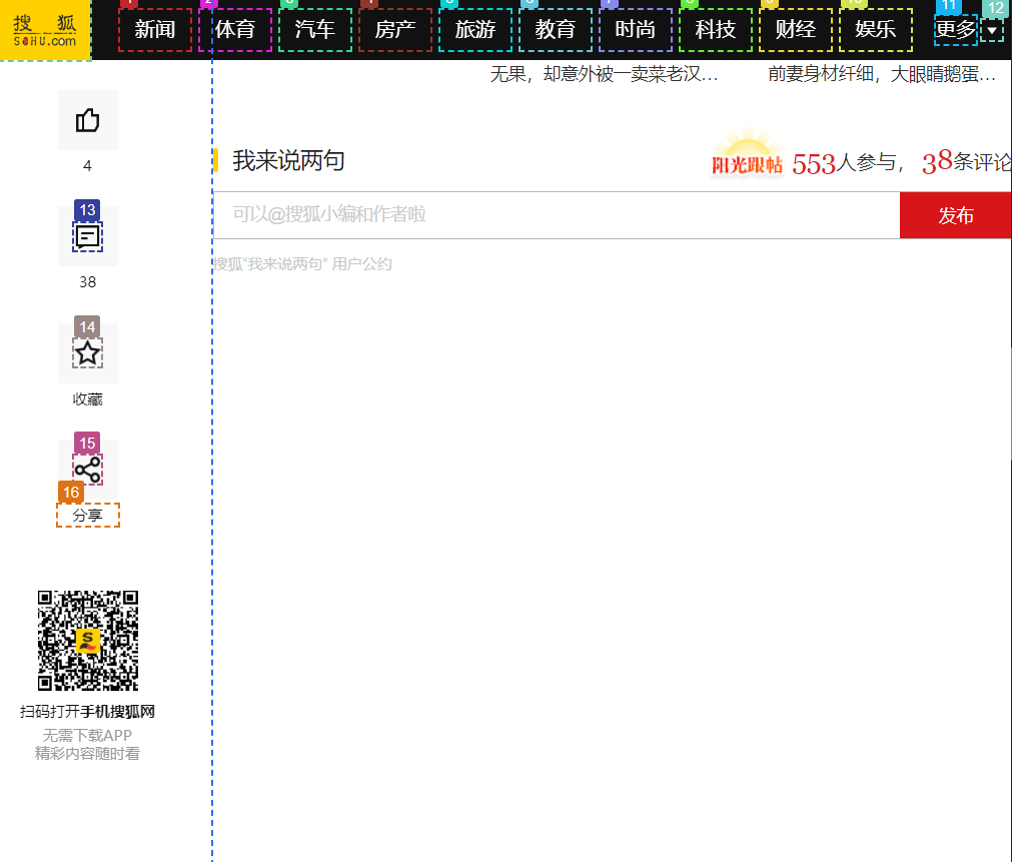 搜 狐
SOHU.com
新闻 体育 汽车 房产 旅游 教育 时尚 科技 财经 娱乐 更多
11
12
无果，却意外被一卖菜老汉... 前妻身材纤细，大眼睛鹅蛋...
4
我来说两句
阳光跟帖 553人参与， 38条评论
可以@搜狐小编和作者啦
发布
搜狐“我来说两句” 用户公约
13
38
14
收藏
15
16
分享
扫码打开手机搜狐网
无需下载APP
精彩内容随时看